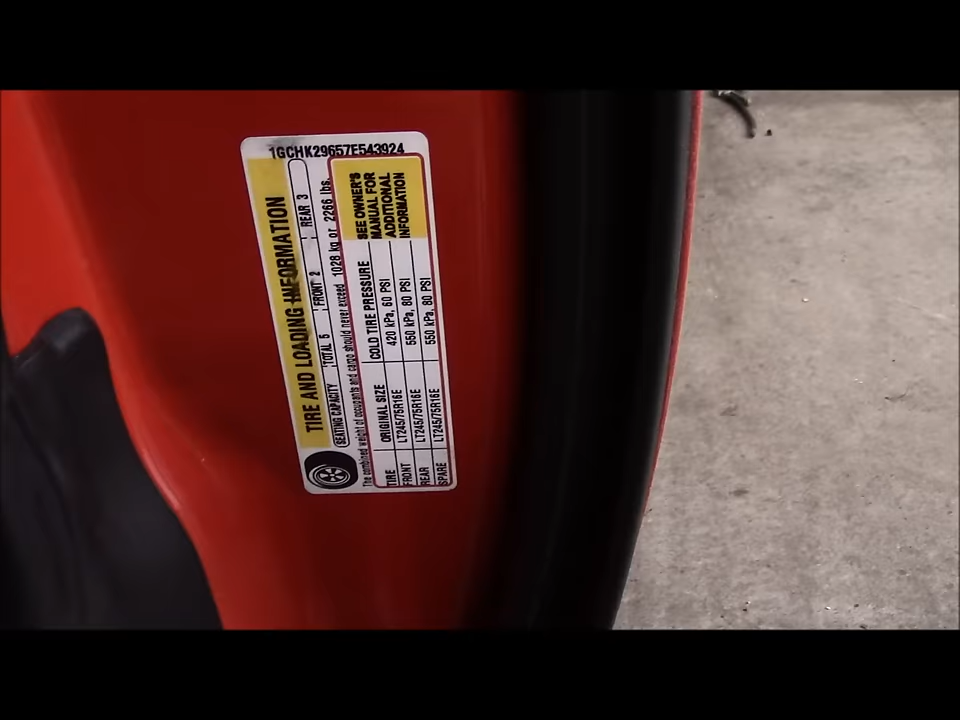 1GCHK29657E543924
TIRE AND LOADING INFORMATION
SEATING CAPACITY TOTAL 5 FRONT 2 REAR 3
The combined weight of occupants and cargo should never exceed 1028 kg or 2266 lbs.
TIRE ORIGINAL SIZE COLD TIRE PRESSURE
FRONT LT245/75R16E 420 kPa, 60 PSI
REAR LT245/75R16E 550 kPa, 80 PSI
SPARE LT245/75R16E 550 kPa, 80 PSI
SEE OWNER'S
MANUAL FOR
ADDITIONAL
INFORMATION